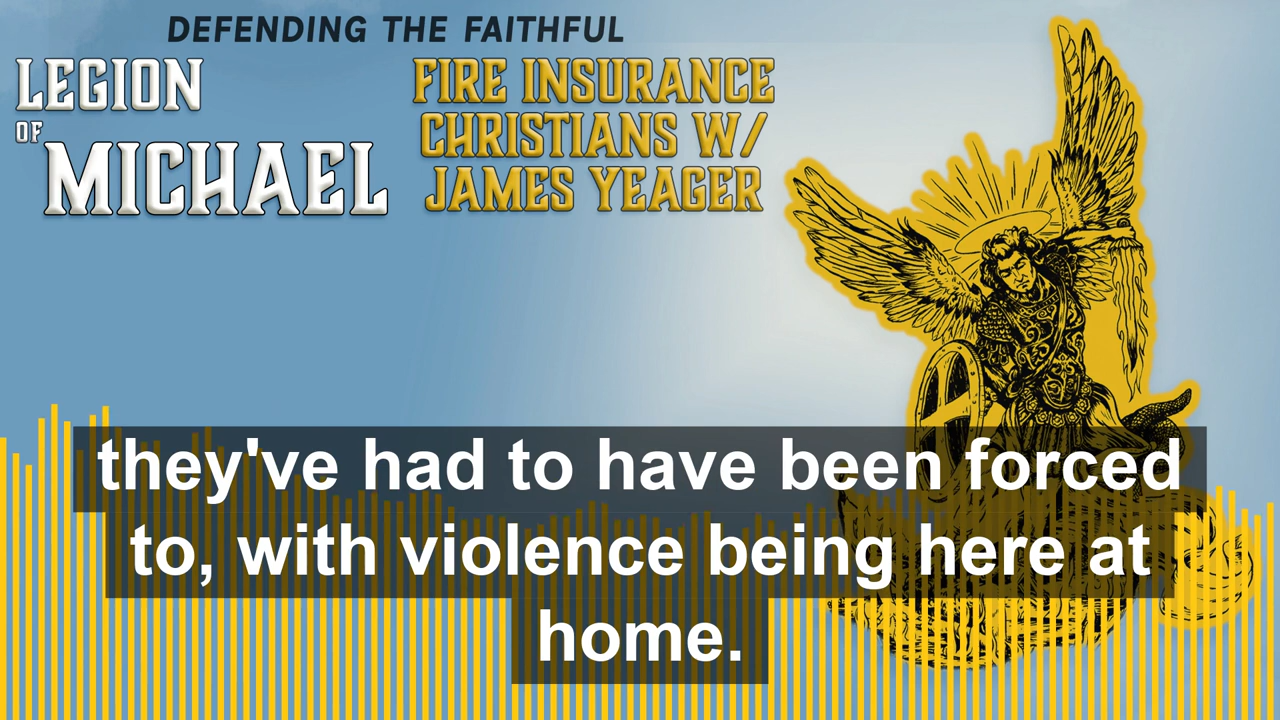 DEFENDING THE FAITHFUL
LEGION
OF
MICHAEL
FIRE INSURANCE
CHRISTIANS W/
JAMES YEAGER
they've had to have been forced
to, with violence being here at
home.